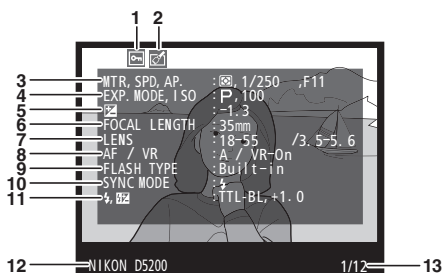 1 2
3 MTR, SPD, AP. : , 1/250 , F11
4 EXP. MODE, ISO : P, 100
5 : -1.3
6 FOCAL LENGTH : 35mm
7 LENS : 18-55 /3.5-5.6
8 AF / VR : A / VR-On
9 FLASH TYPE : Built-in
10 SYNC MODE :
11 , : TTL-BL, +1.0
12 NIKON D5200 1/12 13